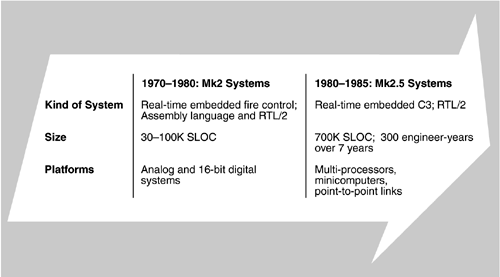 1970–1980: Mk2 Systems
1980–1985: Mk2.5 Systems
Kind of System
Real-time embedded fire control;
Assembly language and RTL/2
Real-time embedded C3; RTL/2
Size
30–100K SLOC
700K SLOC; 300 engineer-years
over 7 years
Platforms
Analog and 16-bit digital
systems
Multi-processors,
minicomputers,
point-to-point links